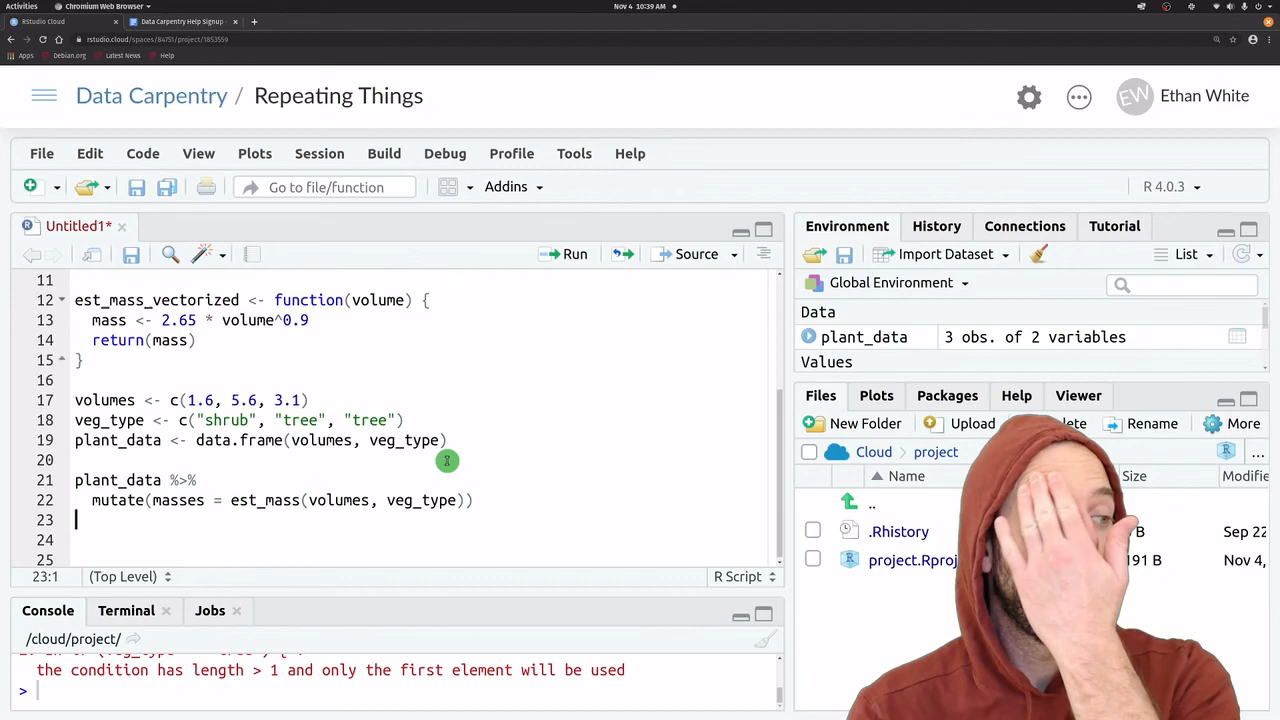 Activities
Chromium Web Browser
Nov 4 10:39 AM
RStudio Cloud
Data Carpentry Help Signup
rstudio.cloud/spaces/84751/project/1853559
Apps Debian.org Latest News Help
Data Carpentry / Repeating Things
EW Ethan White
File Edit Code View Plots Session Build Debug Profile Tools Help
Go to file/function Addins R 4.0.3
Untitled1*
Run Source
11
12 est_mass_vectorized <- function(volume) {
13 mass <- 2.65 * volume^0.9
14 return(mass)
15 }
16
17 volumes <- c(1.6, 5.6, 3.1)
18 veg_type <- c("shrub", "tree", "tree")
19 plant_data <- data.frame(volumes, veg_type)
20
21 plant_data %>%
22 mutate(masses = est_mass(volumes, veg_type))
23
24
25
23:1 (Top Level) R Script
Console Terminal Jobs
/cloud/project/
the condition has length > 1 and only the first element will be used
>
Environment History Connections Tutorial
Import Dataset List
Global Environment
Data
plant_data 3 obs. of 2 variables
Values
Files Plots Packages Help Viewer
New Folder Upload lete Rename More
Cloud project ...
Name Size Modifie
..
.Rhistory B Sep 22
project.Rproj 191 B Nov 4,